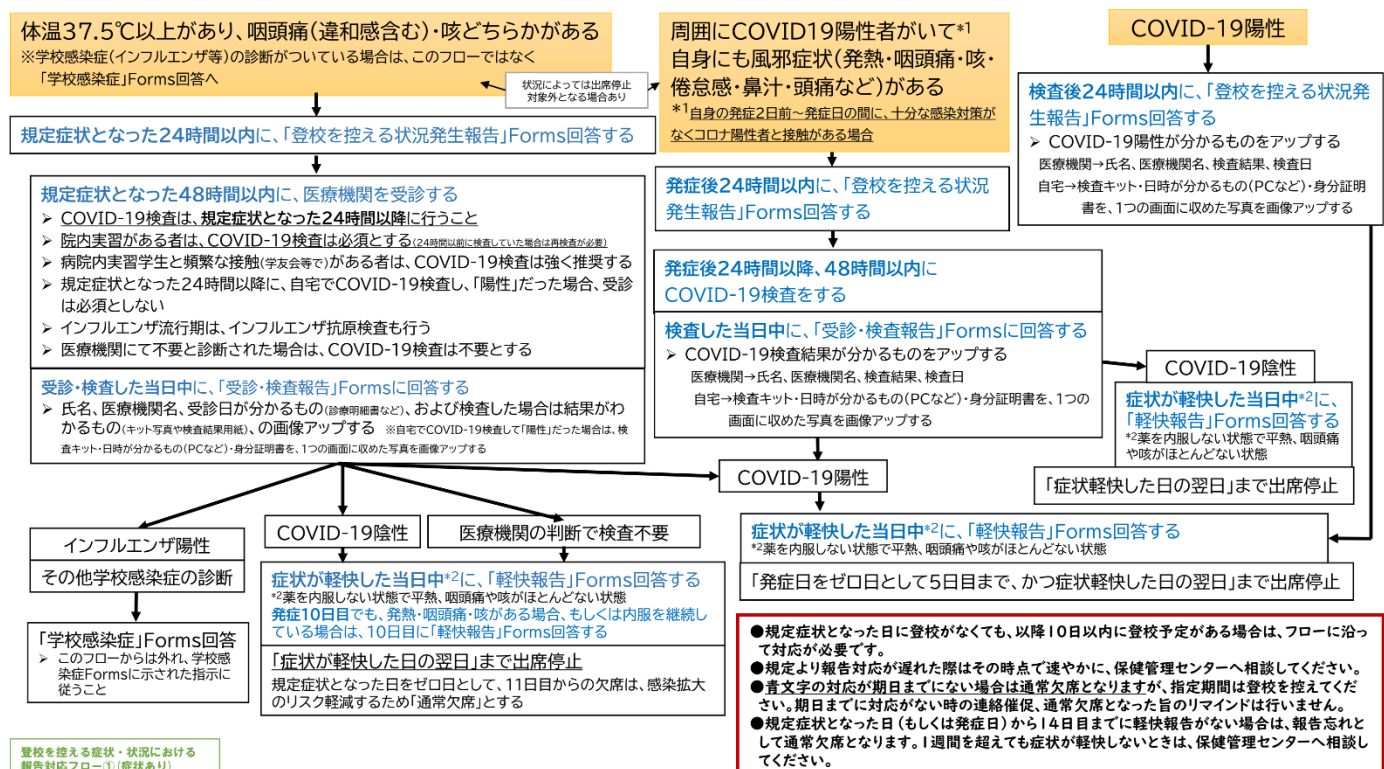 体温37.5℃以上があり、咽頭痛(違和感含む)・咳どちらかがある
※学校感染症(インフルエンザ等)の診断がついている場合は、このフローではなく
「学校感染症」Forms回答へ
状況によっては出席停止
対象外となる場合あり
規定症状となった24時間以内に、「登校を控える状況発生報告」Forms回答する
規定症状となった48時間以内に、医療機関を受診する
➢ COVID-19検査は、規定症状となった24時間以降に行うこと
➢ 院内実習がある者は、COVID-19検査は必須とする(24時間以前に検査していた場合は再検査が必要)
➢ 病院内実習学生と頻繁な接触(学友会等で)がある者は、COVID-19検査は強く推奨する
➢ 規定症状となった24時間以降に、自宅でCOVID-19検査し、「陽性」だった場合、受診
は必須としない
➢ インフルエンザ流行期は、インフルエンザ抗原検査も行う
➢ 医療機関にて不要と診断された場合は、COVID-19検査は不要とする
受診・検査した当日中に、「受診・検査報告」Formsに回答する
➢ 氏名、医療機関名、受診日が分かるもの(診療明細書など)、および検査した場合は結果がわ
かるもの(キット写真や検査結果用紙)、の画像アップする ※自宅でCOVID-19検査して「陽性」だった場合は、検
査キット・日時が分かるもの(PCなど)・身分証明書を、1つの画面に収めた写真を画像アップする
周囲にCOVID19陽性者がいて*1
自身にも風邪症状(発熱・咽頭痛・咳・
倦怠感・鼻汁・頭痛など)がある
*1自身の発症2日前~発症日の間に、十分な感染対策が
なくコロナ陽性者と接触がある場合
発症後24時間以内に、「登校を控える状況
発生報告」Forms回答する
発症後24時間以降、48時間以内に
COVID-19検査をする
検査した当日中に、「受診・検査報告」Formsに回答する
➢ COVID-19検査結果が分かるものをアップする
医療機関→氏名、医療機関名、検査結果、検査日
自宅→検査キット・日時が分かるもの(PCなど)・身分証明書を、1つの
画面に収めた写真を画像アップする
COVID-19陽性
検査後24時間以内に、「登校を控える状況発
生報告」Forms回答する
➢ COVID-19陽性が分かるものをアップする
医療機関→氏名、医療機関名、検査結果、検査日
自宅→検査キット・日時が分かるもの(PCなど)・身分証明
書を、1つの画面に収めた写真を画像アップする
COVID-19陰性
症状が軽快した当日中*2に、
「軽快報告」Forms回答する
*2薬を内服しない状態で平熱、咽頭痛
や咳がほとんどない状態
「症状軽快した日の翌日」まで出席停止
COVID-19陽性
症状が軽快した当日中*2に、「軽快報告」Forms回答する
*2薬を内服しない状態で平熱、咽頭痛や咳がほとんどない状態
「発症日をゼロ日として5日目まで、かつ症状軽快した日の翌日」まで出席停止
インフルエンザ陽性
その他学校感染症の診断
「学校感染症」Forms回答
➢ このフローからは外れ、学校感
染症Formsに示された指示に
従うこと
COVID-19陰性
医療機関の判断で検査不要
症状が軽快した当日中*2に、「軽快報告」Forms回答する
*2薬を内服しない状態で平熱、咽頭痛や咳がほとんどない状態
発症10日目でも、発熱・咽頭痛・咳がある場合、もしくは内服を継続し
ている場合は、10日目に「軽快報告」Forms回答する
「症状が軽快した日の翌日」まで出席停止
規定症状となった日をゼロ日として、11日目からの欠席は、感染拡大
のリスク軽減するため「通常欠席」とする
●規定症状となった日に登校がなくても、以降10日以内に登校予定がある場合は、フローに沿っ
て対応が必要です。
●規定より報告対応が遅れた際はその時点で速やかに、保健管理センターへ相談してください。
●青文字の対応が期日までにない場合は通常欠席となりますが、指定期間は登校を控えてくだ
さい。期日までに対応がない時の連絡催促、通常欠席となった旨のリマインドは行いません。
●規定症状となった日(もしくは発症日)から14日目までに軽快報告がない場合は、報告忘れと
して通常欠席となります。1週間を超えても症状が軽快しないときは、保健管理センターへ相談し
てください。
登校を控える症状・状況における
報告対応フロー①(症状あり)